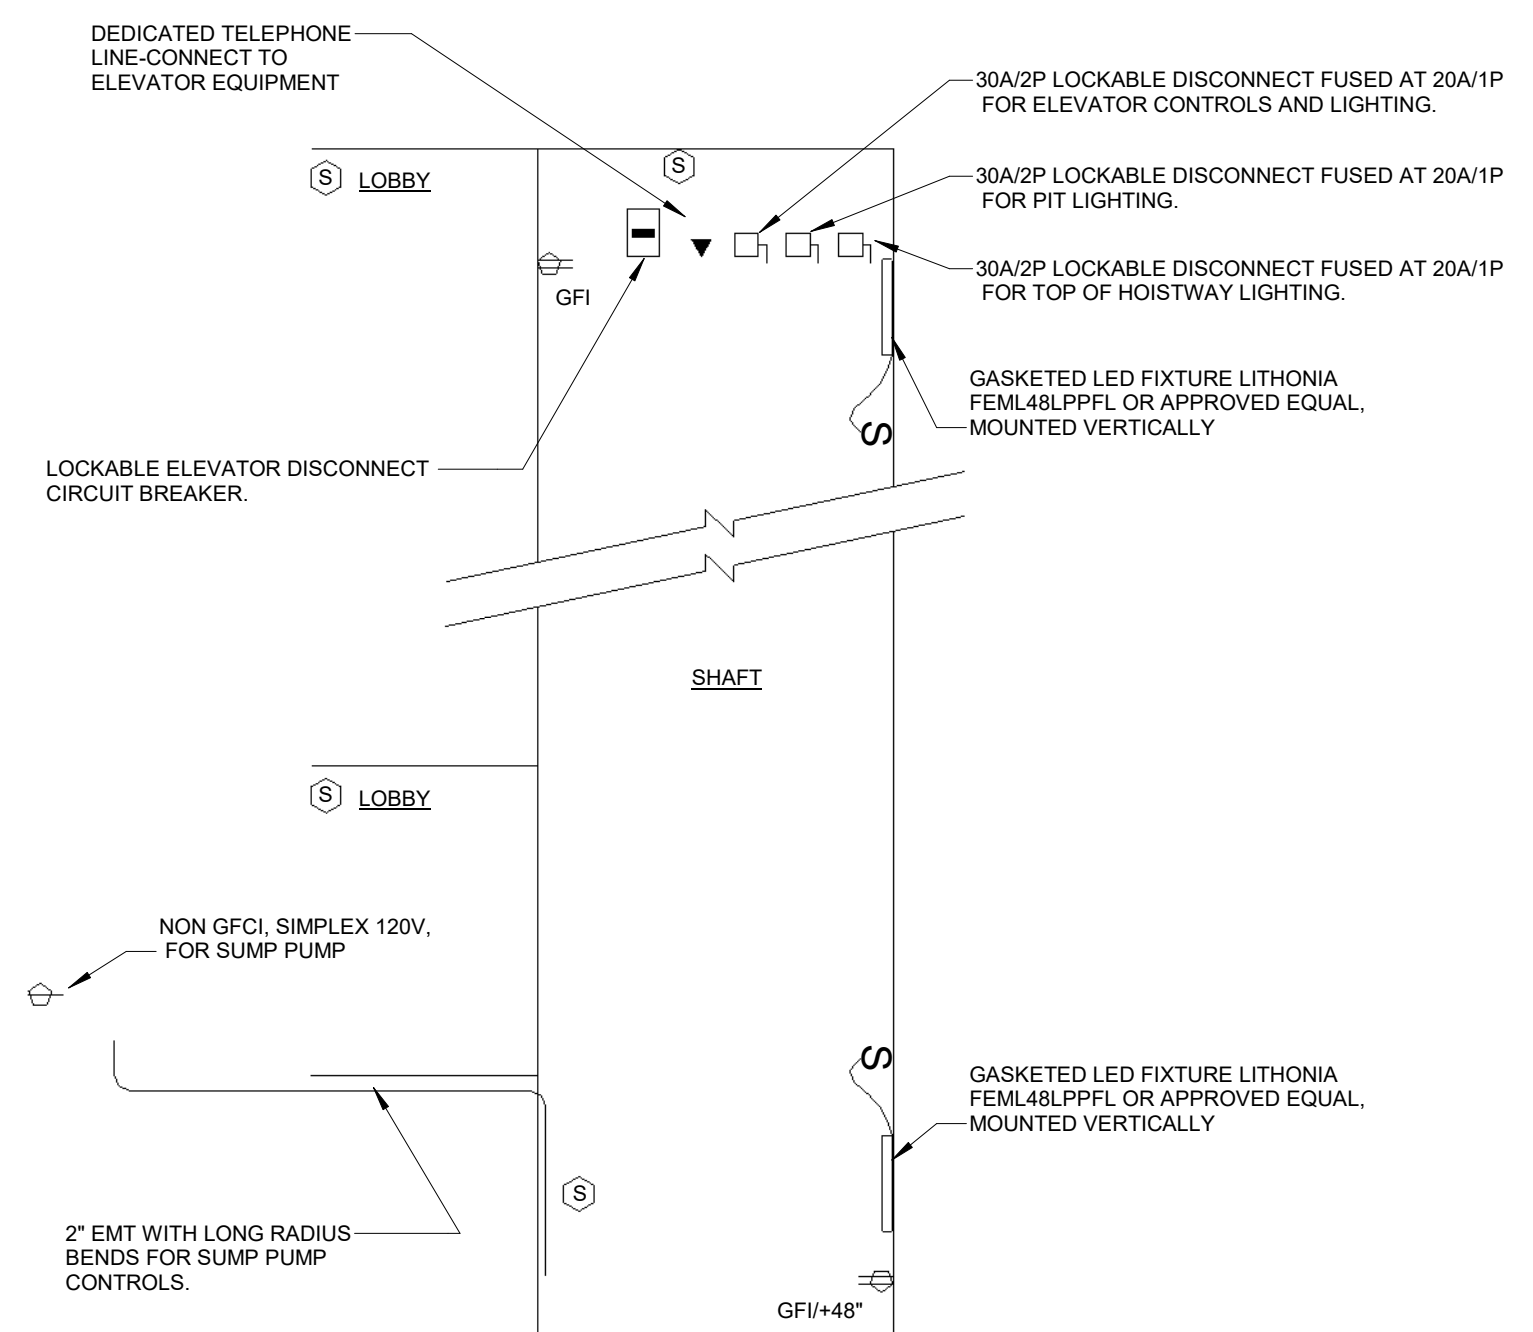 DEDICATED TELEPHONE
LINE-CONNECT TO
ELEVATOR EQUIPMENT
30A/2P LOCKABLE DISCONNECT FUSED AT 20A/1P
FOR ELEVATOR CONTROLS AND LIGHTING.
S
S
LOBBY
30A/2P LOCKABLE DISCONNECT FUSED AT 20A/1P
FOR PIT LIGHTING.
30A/2P LOCKABLE DISCONNECT FUSED AT 20A/1P
FOR TOP OF HOISTWAY LIGHTING.
GFI
GASKETED LED FIXTURE LITHONIA
FEML48LPPFL OR APPROVED EQUAL,
MOUNTED VERTICALLY
S
LOCKABLE ELEVATOR DISCONNECT
CIRCUIT BREAKER.
SHAFT
S
LOBBY
NON GFCI, SIMPLEX 120V,
FOR SUMP PUMP
S
GASKETED LED FIXTURE LITHONIA
FEML48LPPFL OR APPROVED EQUAL,
MOUNTED VERTICALLY
S
2" EMT WITH LONG RADIUS
BENDS FOR SUMP PUMP
CONTROLS.
GFI/+48"